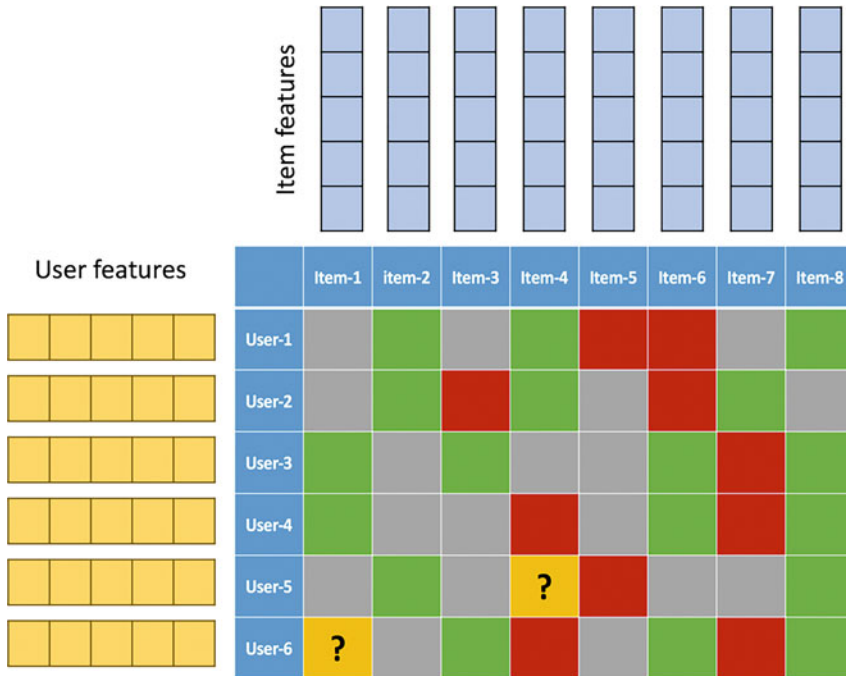 Item features
User features
Item-1 item-2 Item-3 Item-4 Item-5 Item-6 Item-7 Item-8
User-1
User-2
User-3
User-4
User-5 ?
User-6 ?